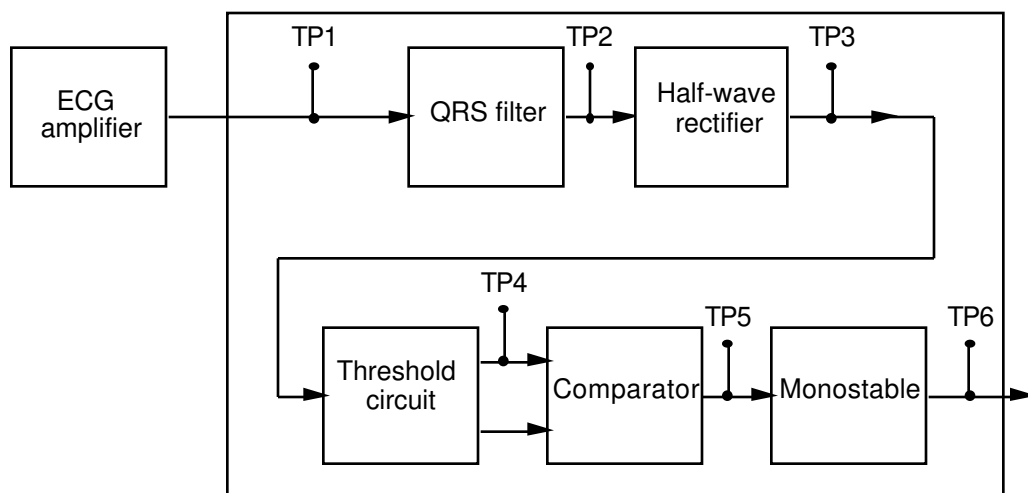 TP1
TP2
TP3
ECG
amplifier
QRS filter
Half-wave
rectifier
TP4
TP5
TP6
Threshold
circuit
Comparator
Monostable